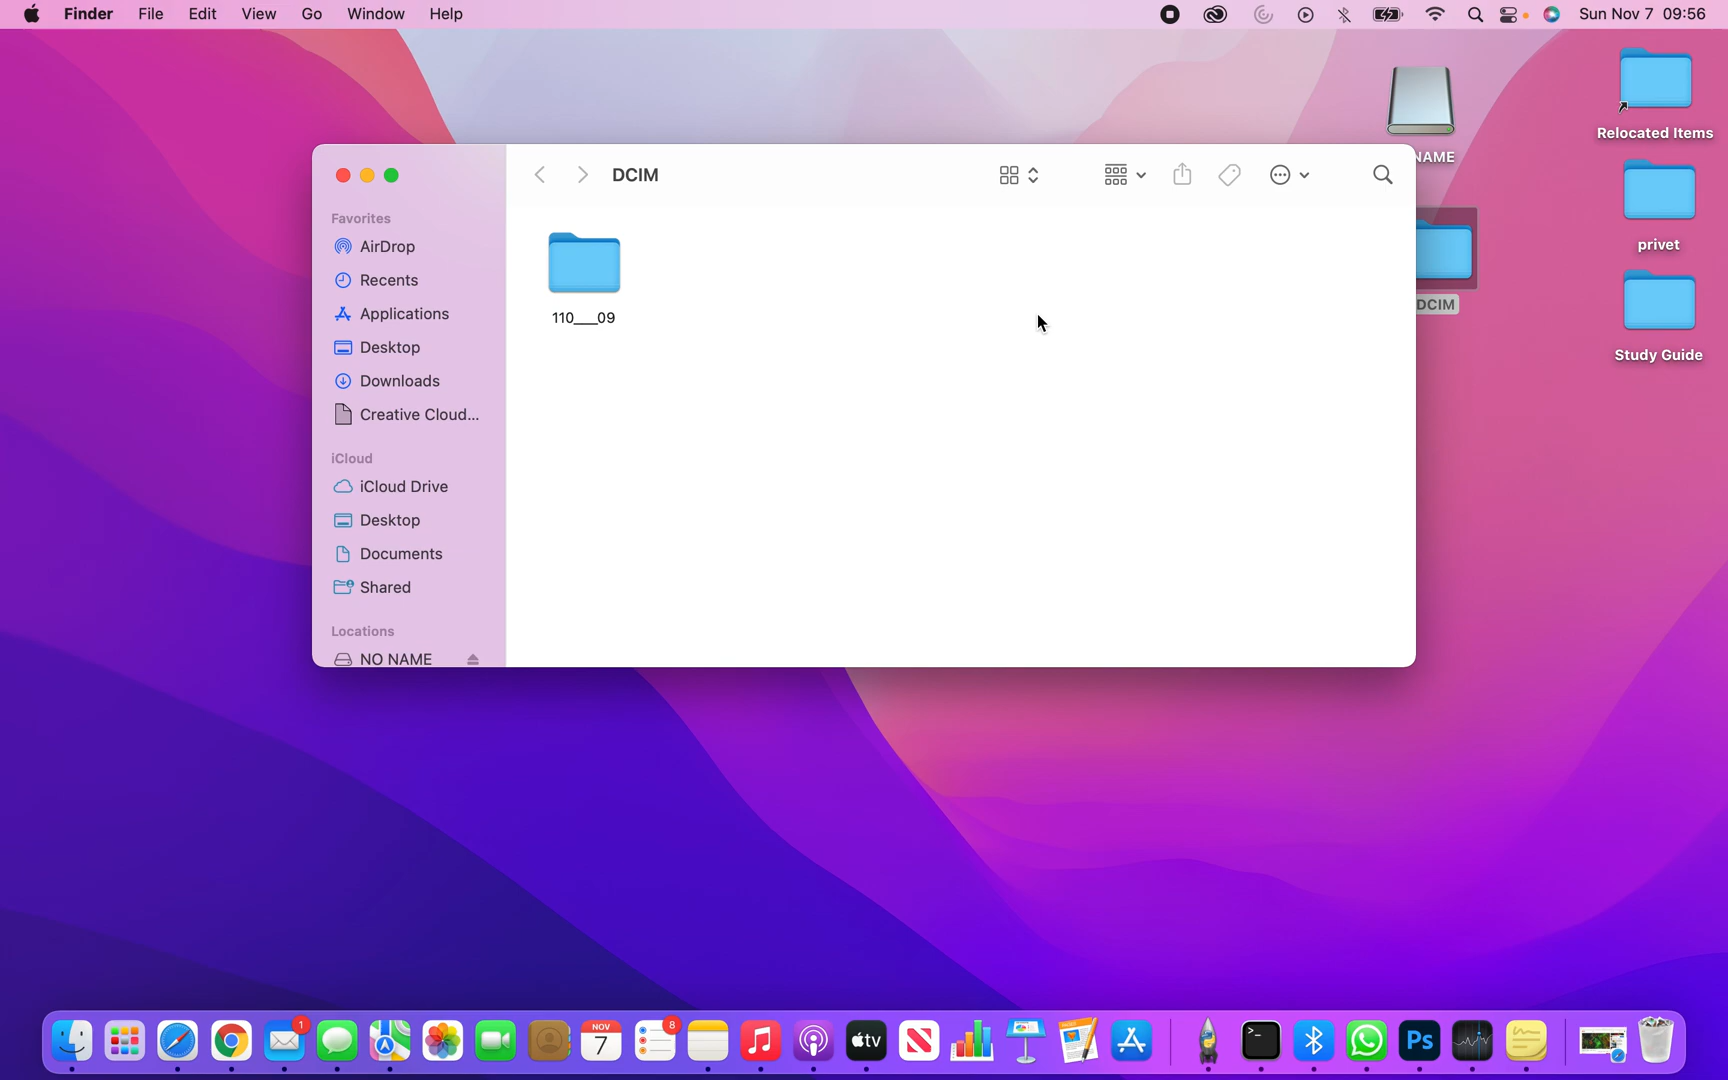 Finder File Edit View Go Window Help Sun Nov 7 09:56
NAME
Relocated Items
privet
DCIM
Study Guide
DCIM
110___09
Favorites
AirDrop
Recents
Applications
Desktop
Downloads
Creative Cloud...
iCloud
iCloud Drive
Desktop
Documents
Shared
Locations
NO NAME
1
NOV
7
8
tv
>_
Ps